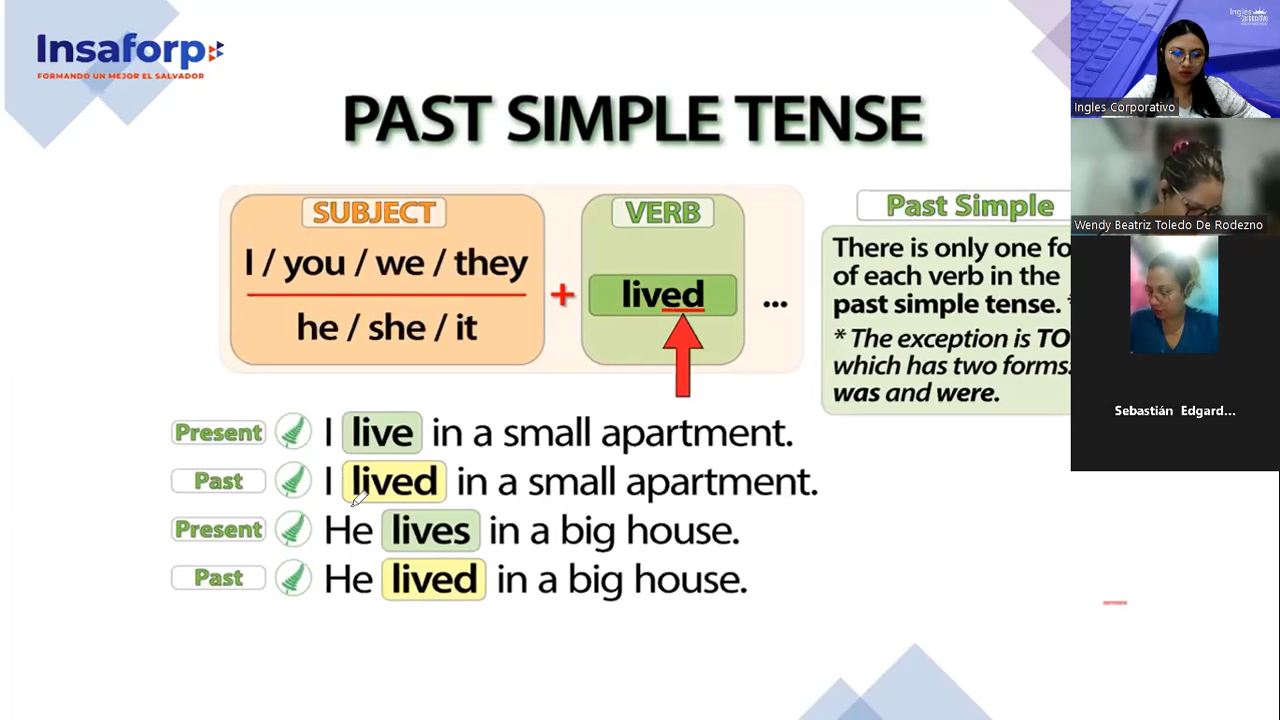 Insaforp
FORMANDO UN MEJOR EL SALVADOR
PAST SIMPLE TENSE
SUBJECT
I / you / we / they
he / she / it
+
VERB
lived
...
Past Simple
There is only one
of each verb in the
past simple tense.
* The exception is TO
which has two forms
was and were.
Present I live in a small apartment.
Past I lived in a small apartment.
Present He lives in a big house.
Past He lived in a big house.
Ingles Corporativo
Wendy Beatriz Toledo De Rodezno
Sebastián Edgard...